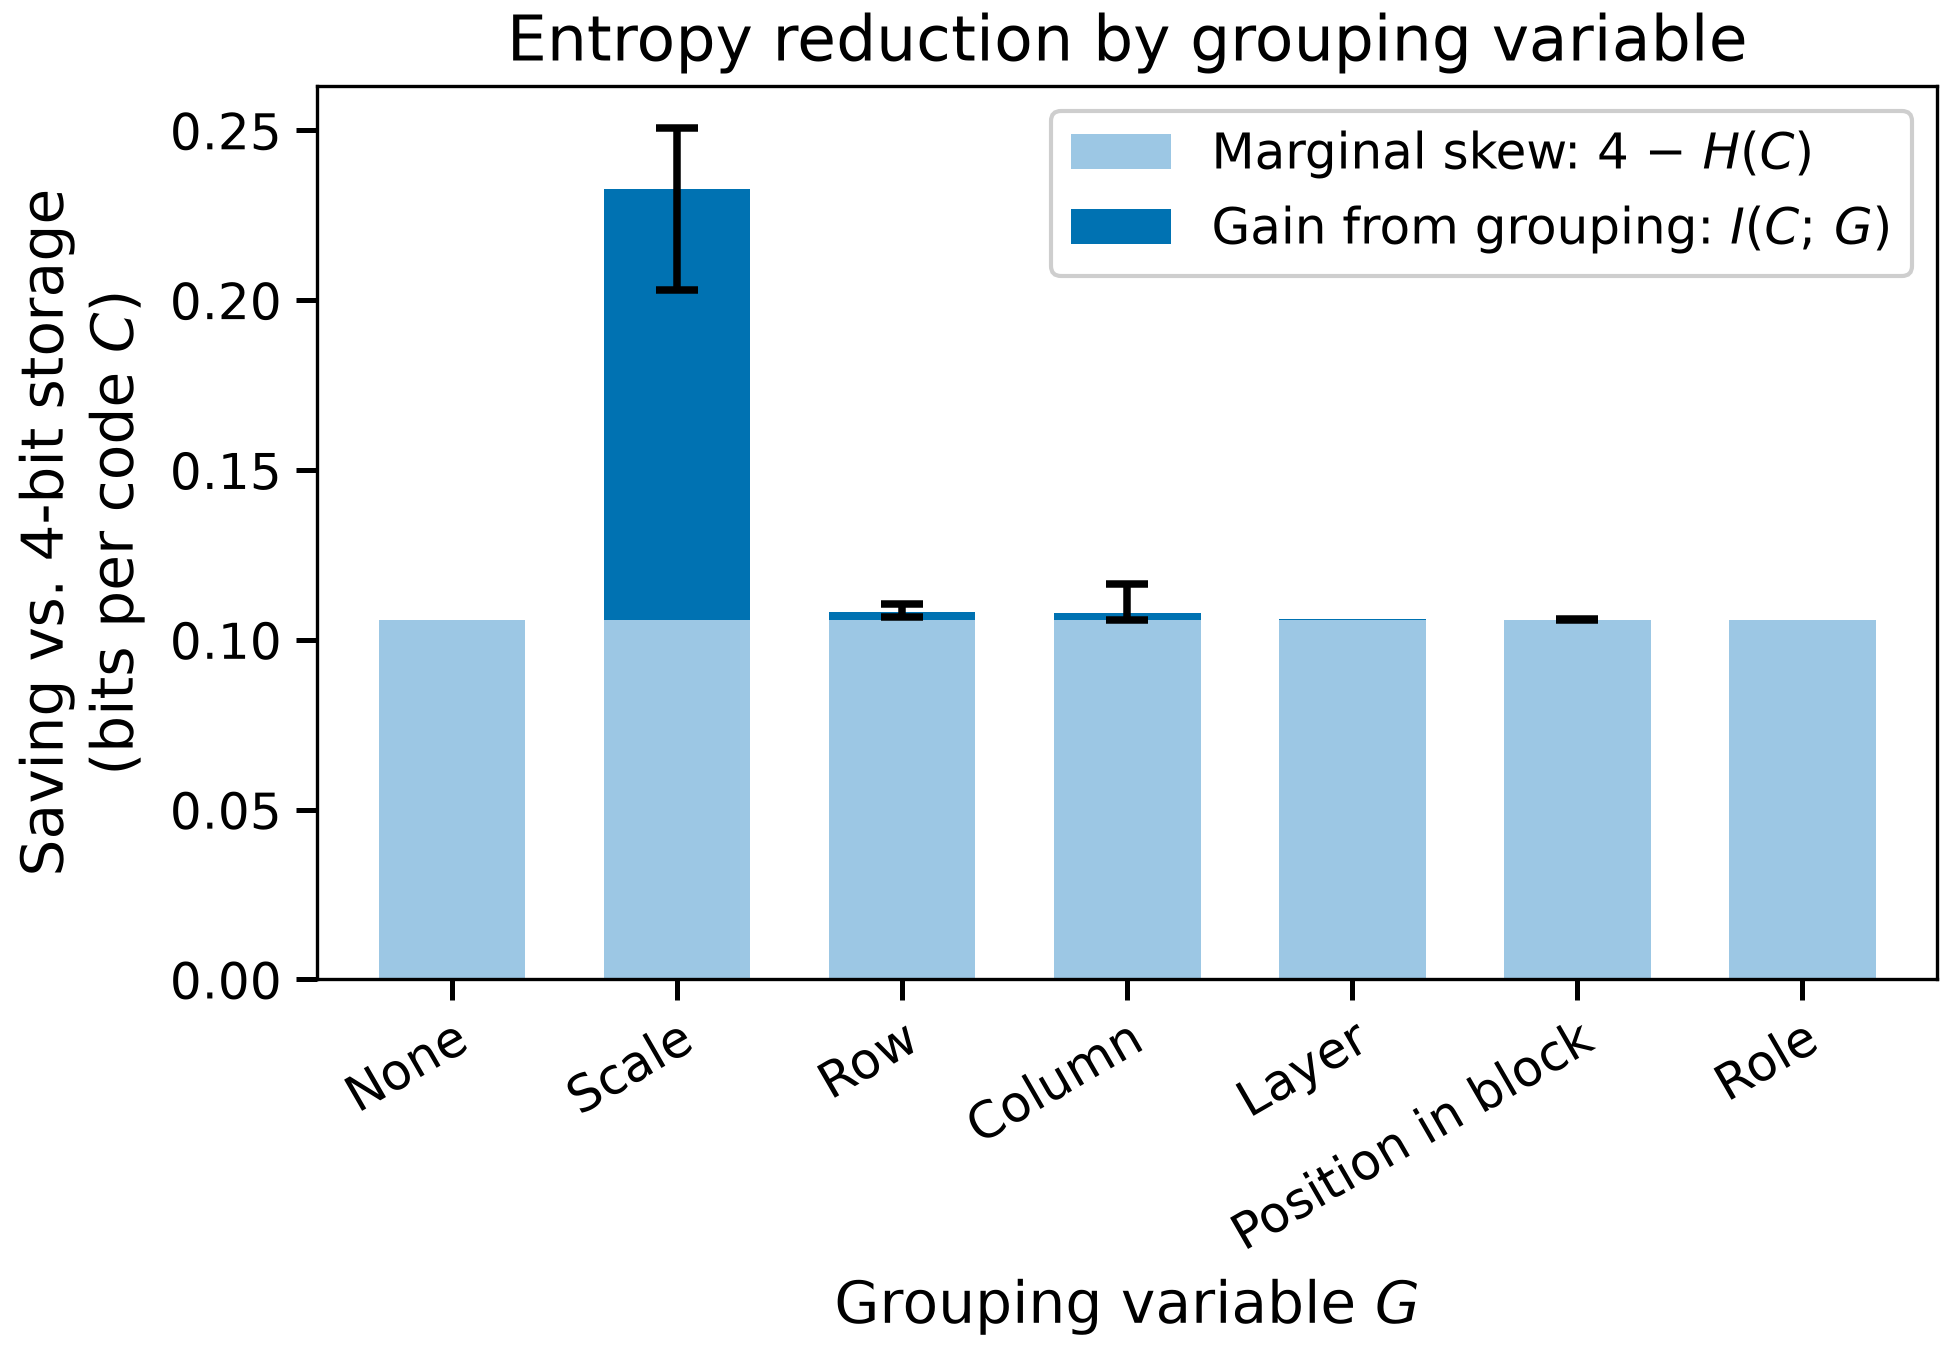 Entropy reduction by grouping variable
Saving vs. 4-bit storage
(bits per code C)
0.25
0.20
0.15
0.10
0.05
0.00
Marginal skew: 4 − H(C)
Gain from grouping: I(C; G)
None
Scale
Row
Column
Layer
Position in block
Role
Grouping variable G